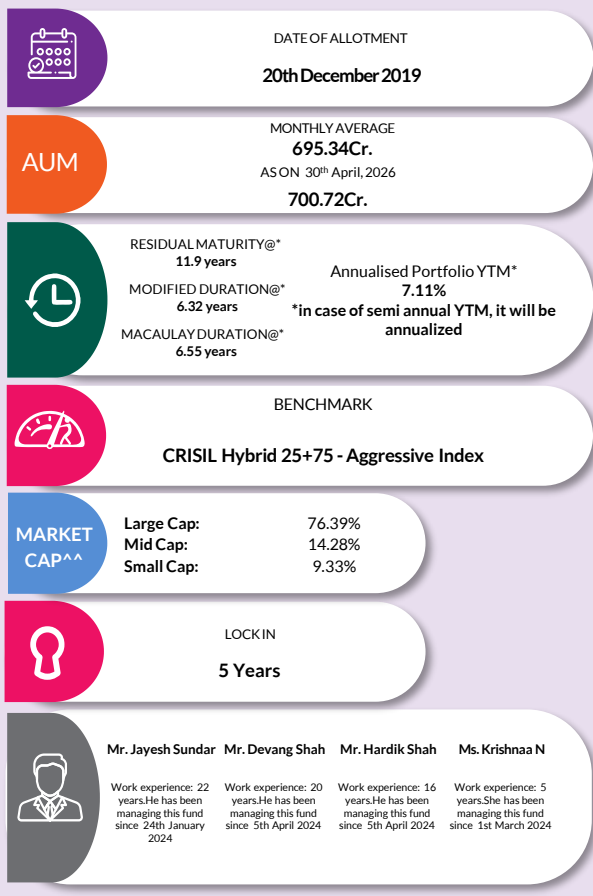 DATE OF ALLOTMENT
20th December 2019
AUM
MONTHLY AVERAGE
695.34Cr.
AS ON 30th April, 2026
700.72Cr.
RESIDUAL MATURITY@*
11.9 years
MODIFIED DURATION@*
6.32 years
MACAULAY DURATION@*
6.55 years
Annualised Portfolio YTM*
7.11%
*in case of semi annual YTM, it will be
annualized
BENCHMARK
CRISIL Hybrid 25+75 - Aggressive Index
MARKET
CAP^^
Large Cap: 76.39%
Mid Cap: 14.28%
Small Cap: 9.33%
LOCK IN
5 Years
Mr. Jayesh Sundar
Work experience: 22
years.He has been
managing this fund
since 24th January
2024
Mr. Devang Shah
Work experience: 20
years.He has been
managing this fund
since 5th April 2024
Mr. Hardik Shah
Work experience: 16
years.He has been
managing this fund
since 5th April 2024
Ms. Krishnaa N
Work experience: 5
years.She has been
managing this fund
since 1st March 2024